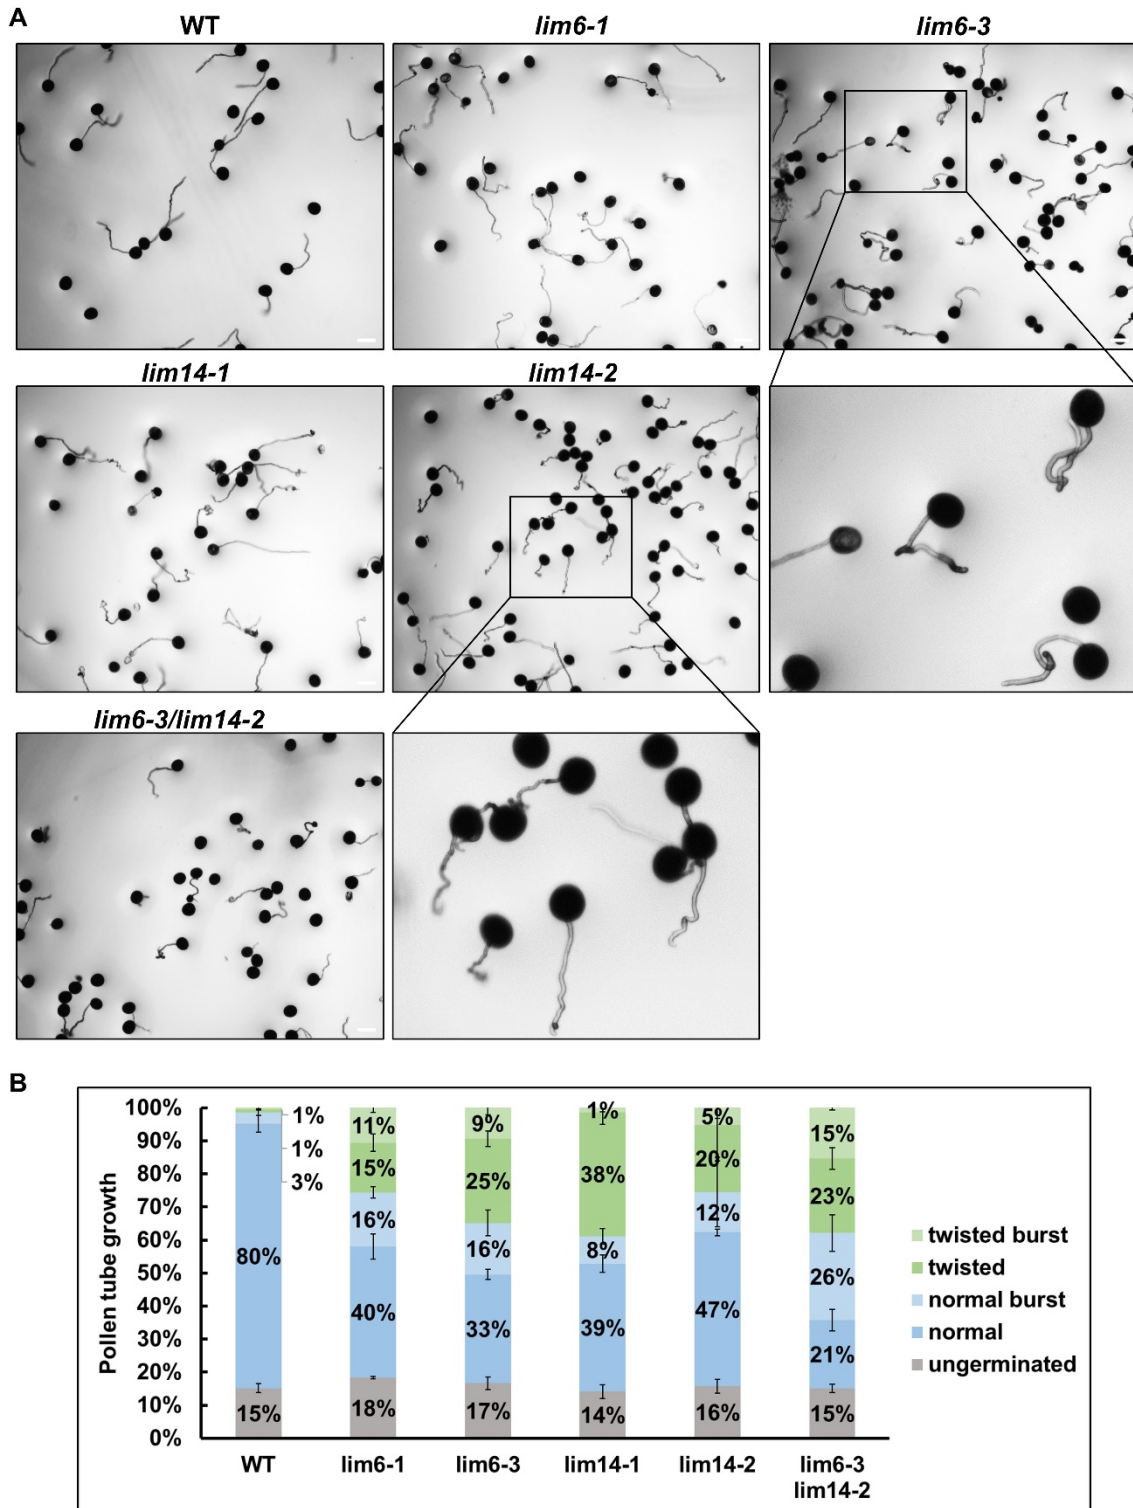 A
WT
lim6-1
lim6-3
lim14-1
lim14-2
lim6-3/lim14-2
B
Pollen tube growth
100%
90%
80%
70%
60%
50%
40%
30%
20%
10%
0%
1%
1%
3%
80%
15%
11%
15%
16%
40%
18%
9%
25%
16%
33%
17%
1%
38%
8%
39%
14%
5%
20%
12%
47%
16%
15%
23%
26%
21%
15%
twisted burst
twisted
normal burst
normal
ungerminated
WT
lim6-1
lim6-3
lim14-1
lim14-2
lim6-3
lim14-2